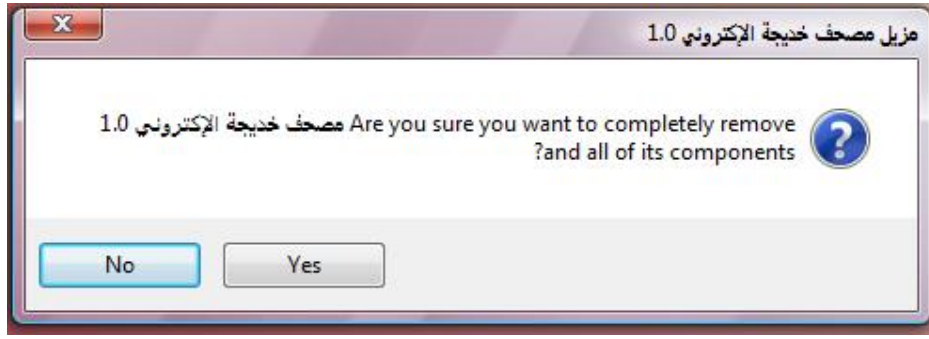 مزيل مصحف خديجة الإكتروني 1.0
Are you sure you want to completely remove مصحف خديجة الإكتروني 1.0
and all of its components?
No
Yes